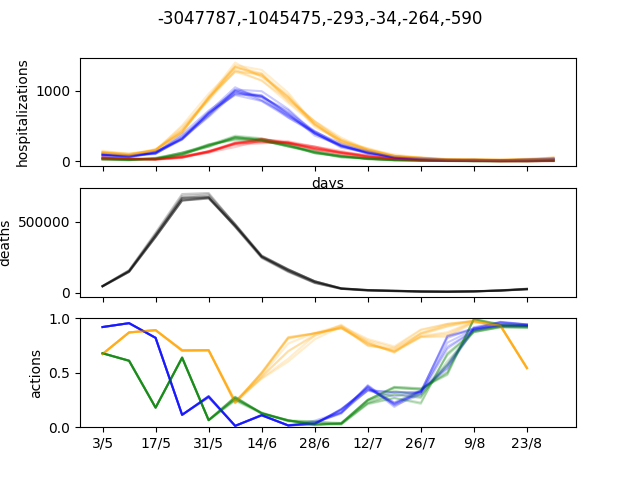 -3047787,-1045475,-293,-34,-264,-590
hospitalizations
1000
0
days
deaths
500000
0
actions
1.0
0.5
0.0
3/5 17/5 31/5 14/6 28/6 12/7 26/7 9/8 23/8